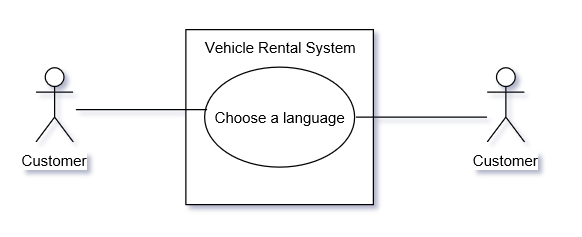 Vehicle Rental System
Choose a language
Customer
Customer